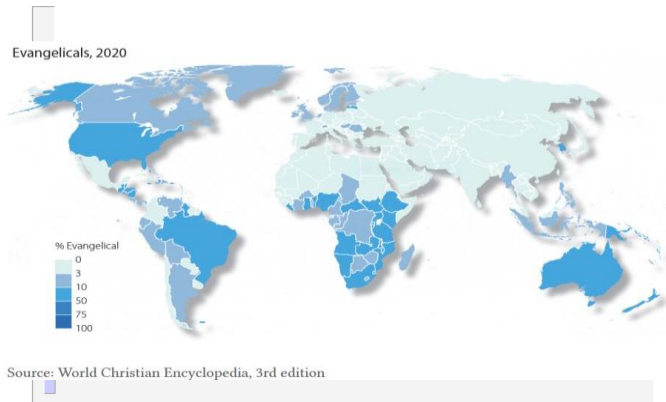 Evangelicals, 2020
% Evangelical
0
3
10
50
75
100
Source: World Christian Encyclopedia, 3rd edition